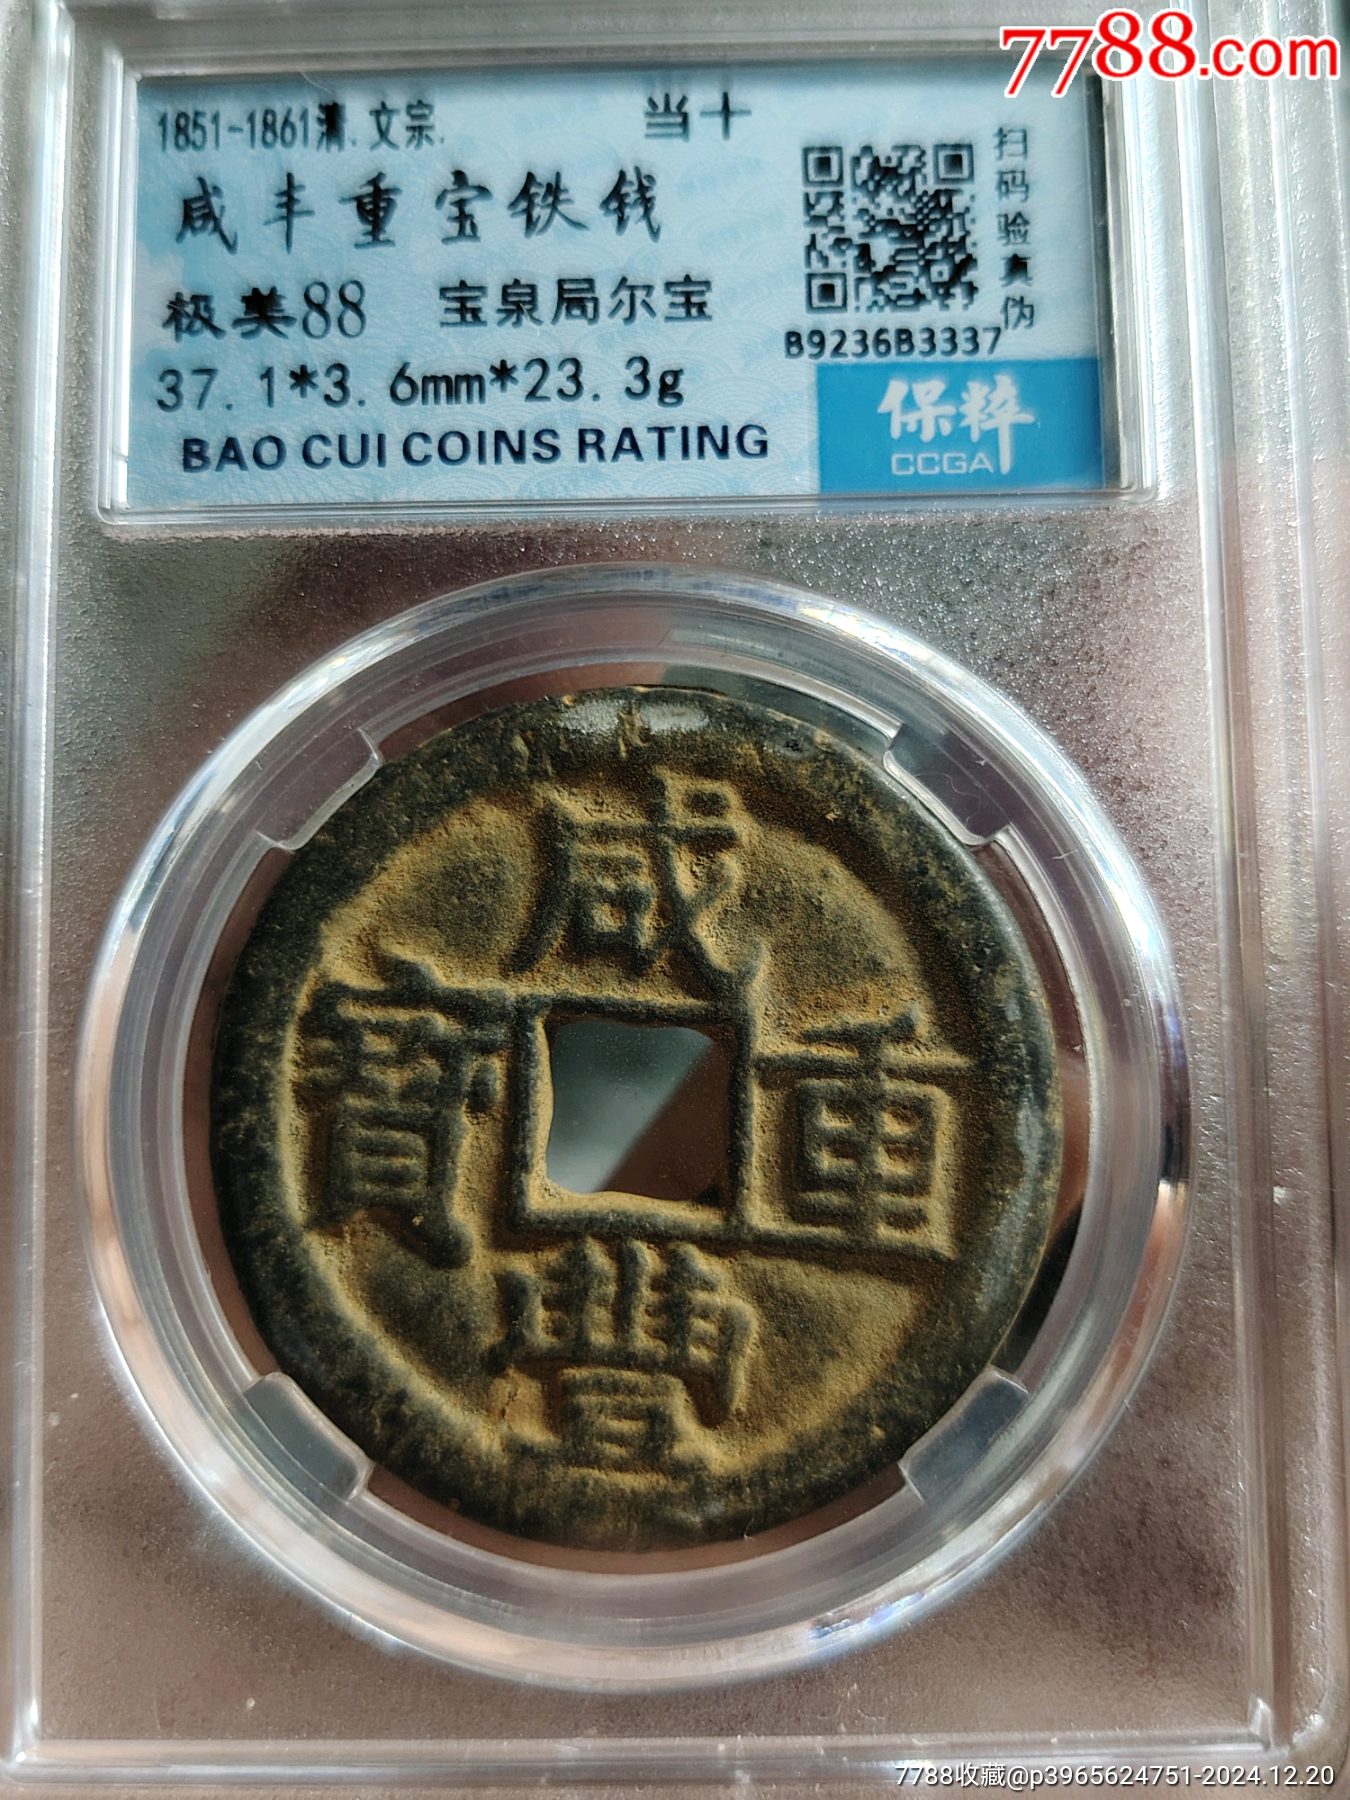 7788.com
1851-1861清.文宗. 当十
咸丰重宝铁钱
极美88 宝泉局尔宝
37.1*3.6mm*23.3g
BAO CUI COINS RATING
扫码验真伪
B9236B3337
保粹
CCGA
咸
寶 重
豐
7788收藏@p3965624751-2024.12.20